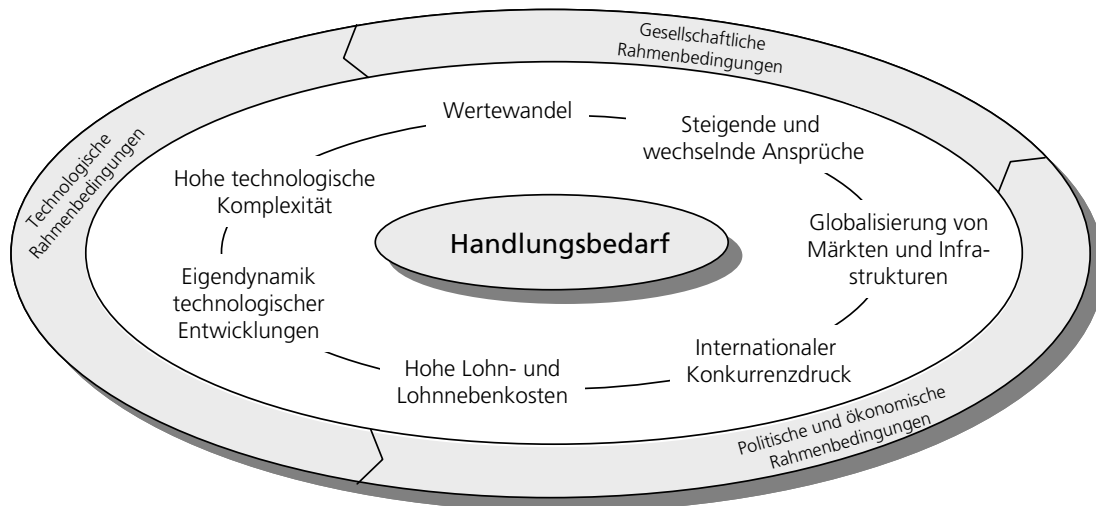 Gesellschaftliche
Rahmenbedingungen
Technologische
Rahmenbedingungen
Wertewandel
Steigende und
wechselnde Ansprüche
Hohe technologische
Komplexität
Handlungsbedarf
Globalisierung von
Märkten und Infra-
strukturen
Eigendynamik
technologischer
Entwicklungen
Internationaler
Konkurrenzdruck
Hohe Lohn- und
Lohnnebenkosten
Politische und ökonomische
Rahmenbedingungen